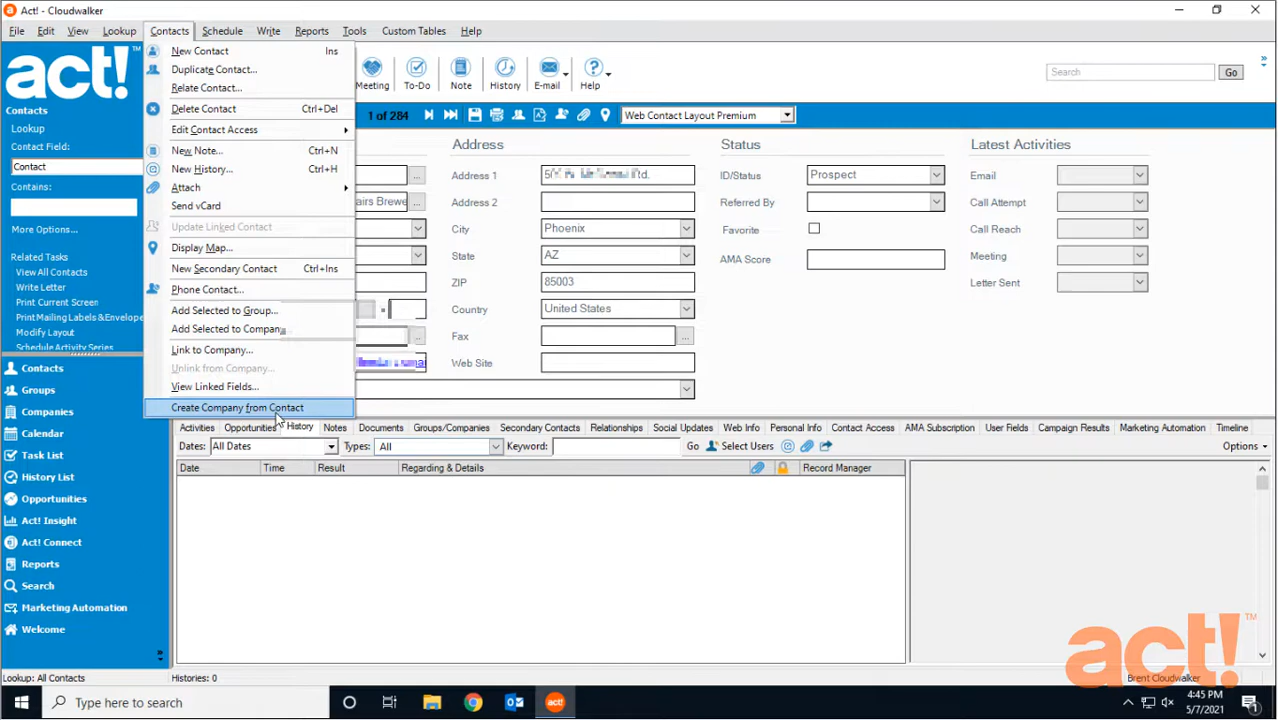 Act! - Cloudwalker
File Edit View Lookup Contacts Schedule Write Reports Tools Custom Tables Help
act!™
New Contact Ins
Duplicate Contact...
Relate Contact...
Delete Contact Ctrl+Del
Edit Contact Access
New Note... Ctrl+N
New History... Ctrl+H
Attach
Send vCard
Update Linked Contact
Display Map...
New Secondary Contact Ctrl+Ins
Phone Contact...
Add Selected to Group...
Add Selected to Compan
Link to Company...
Unlink from Company...
View Linked Fields...
Create Company from Contact
Meeting To-Do Note History E-mail Help
Search Go
1 of 284
Web Contact Layout Premium
Contacts
Lookup
Contact Field:
Contact
Contains:
More Options...
Related Tasks
View All Contacts
Write Letter
Print Current Screen
Print Mailing Labels & Envelope
Modify Layout
Schedule Activity Series
Contacts
Groups
Companies
Calendar
Task List
History List
Opportunities
Act! Insight
Act! Connect
Reports
Search
Marketing Automation
Welcome
airs Brewe
Address
Address 1
Rd.
Address 2
City Phoenix
State AZ
ZIP 85003
Country United States
Fax
Web Site
Status
ID/Status Prospect
Referred By
Favorite
AMA Score
Latest Activities
Email
Call Attempt
Call Reach
Meeting
Letter Sent
Activities Opportunities History Notes Documents Groups/Companies Secondary Contacts Relationships Social Updates Web Info Personal Info Contact Access AMA Subscription User Fields Campaign Results Marketing Automation Timeline
Dates: All Dates Types: All Keyword: Go Select Users Options
Date Time Result Regarding & Details Record Manager
act!™
Lookup: All Contacts Histories: 0 Brent Cloudwalker
Type here to search
act!
4:45 PM
5/7/2021
1